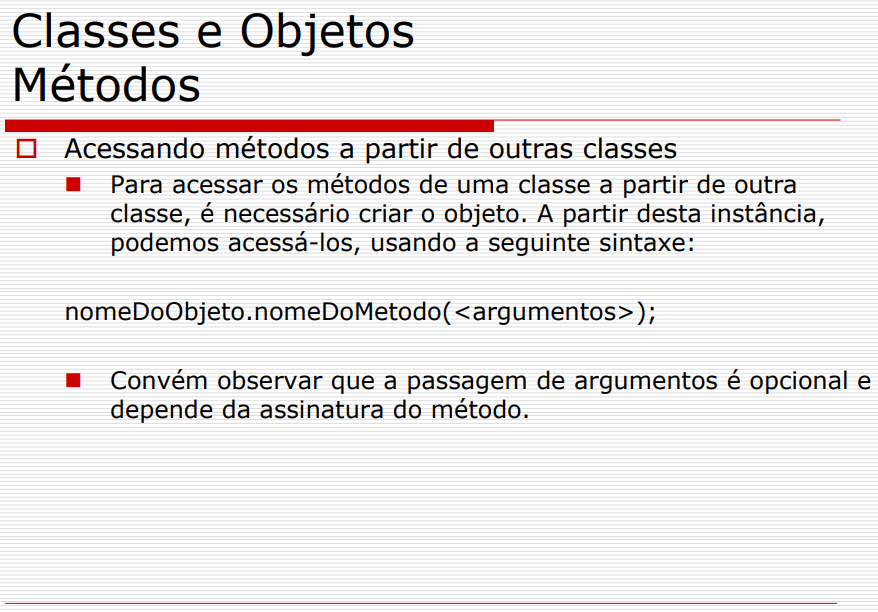 Classes e Objetos
Métodos
Acessando métodos a partir de outras classes
Para acessar os métodos de uma classe a partir de outra
classe, é necessário criar o objeto. A partir desta instância,
podemos acessá-los, usando a seguinte sintaxe:
nomeDoObjeto.nomeDoMetodo(<argumentos>);
Convém observar que a passagem de argumentos é opcional e
depende da assinatura do método.